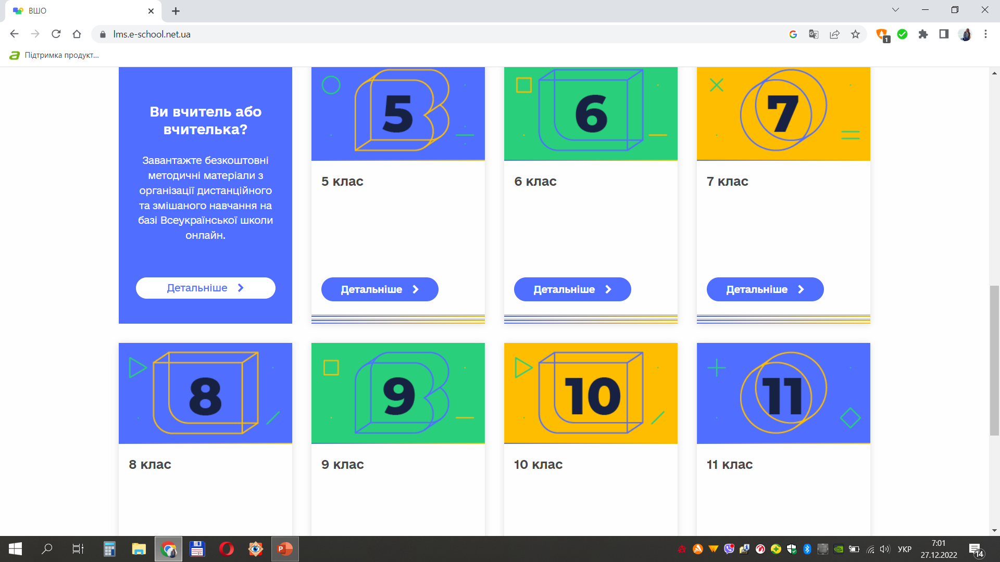 ВШО
lms.e-school.net.ua
1
Підтримка продукт...
Ви вчитель або
вчителька?
Завантажте безкоштовні
методичні матеріали з
організації дистанційного
та змішаного навчання на
базі Всеукраїнської школи
онлайн.
Детальніше
5
5 клас
Детальніше
6
6 клас
Детальніше
7
7 клас
Детальніше
8
8 клас
9
9 клас
10
10 клас
11
11 клас
УКР
7:01
27.12.2022
14